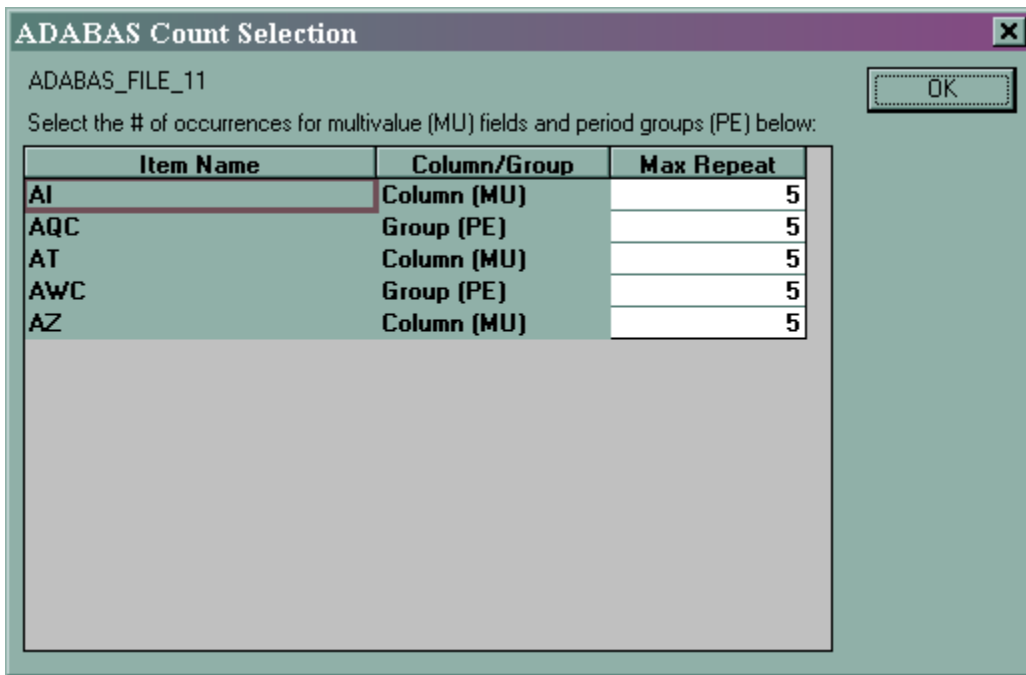 ADABAS Count Selection
ADABAS_FILE_11
OK
Select the # of occurrences for multivalue (MU) fields and period groups (PE) below:
Item Name Column/Group Max Repeat
AI Column (MU) 5
AQC Group (PE) 5
AT Column (MU) 5
AWC Group (PE) 5
AZ Column (MU) 5